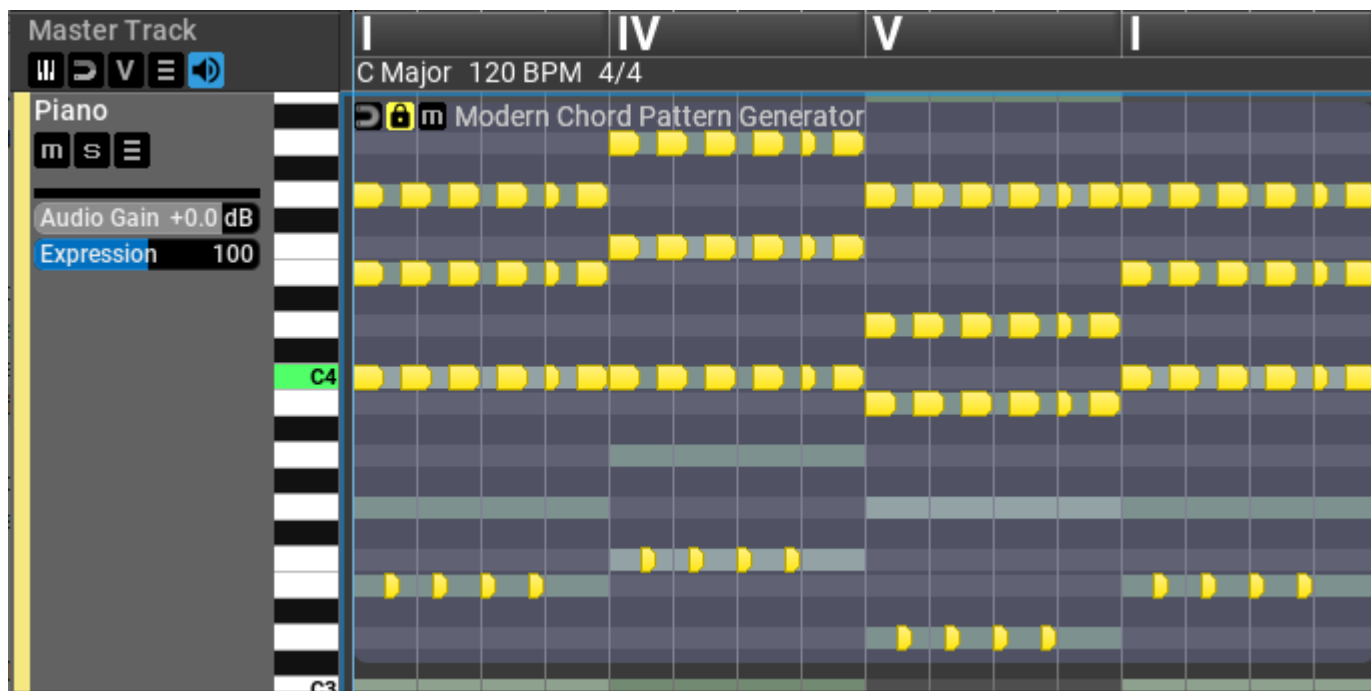 Master Track
I IV V I
V
C Major 120 BPM 4/4
Piano
m Modern Chord Pattern Generator
m s
Audio Gain +0.0 dB
Expression 100
C4
C3